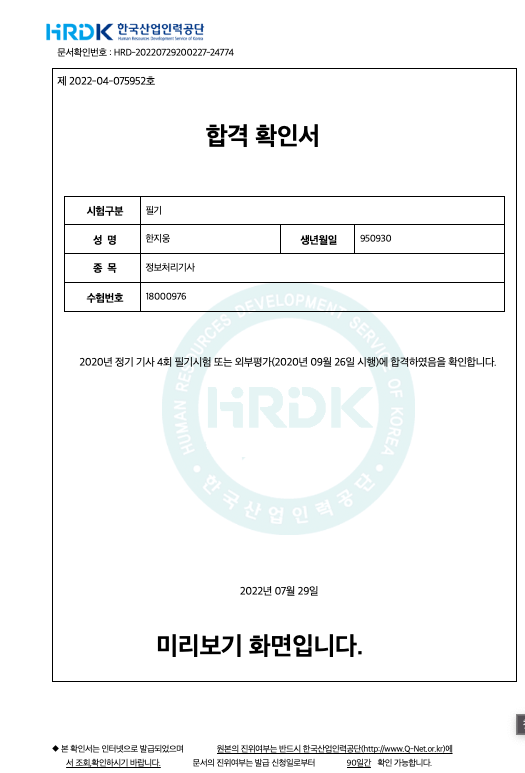 HRDK 한국산업인력공단
Human Resources Development Service of Korea
문서확인번호 : HRD-20220729200227-24774
제 2022-04-075952호
합격 확인서
시험구분 필기
성 명 한지웅 생년월일 950930
종 목 정보처리기사
수험번호 18000976
2020년 정기 기사 4회 필기시험 또는 외부평가(2020년 09월 26일 시행)에 합격하였음을 확인합니다.
HUMAN RESOURCES DEVELOPMENT SERVICE OF KOREA
HRDK
한국산업인력공단
2022년 07월 29일
미리보기 화면입니다.
◆ 본 확인서는 인터넷으로 발급되었으며 원본의 진위여부는 반드시 한국산업인력공단(http://www.Q-Net.or.kr)에
서 조회,확인하시기 바랍니다. 문서의 진위여부는 발급 신청일로부터 90일간 확인 가능합니다.